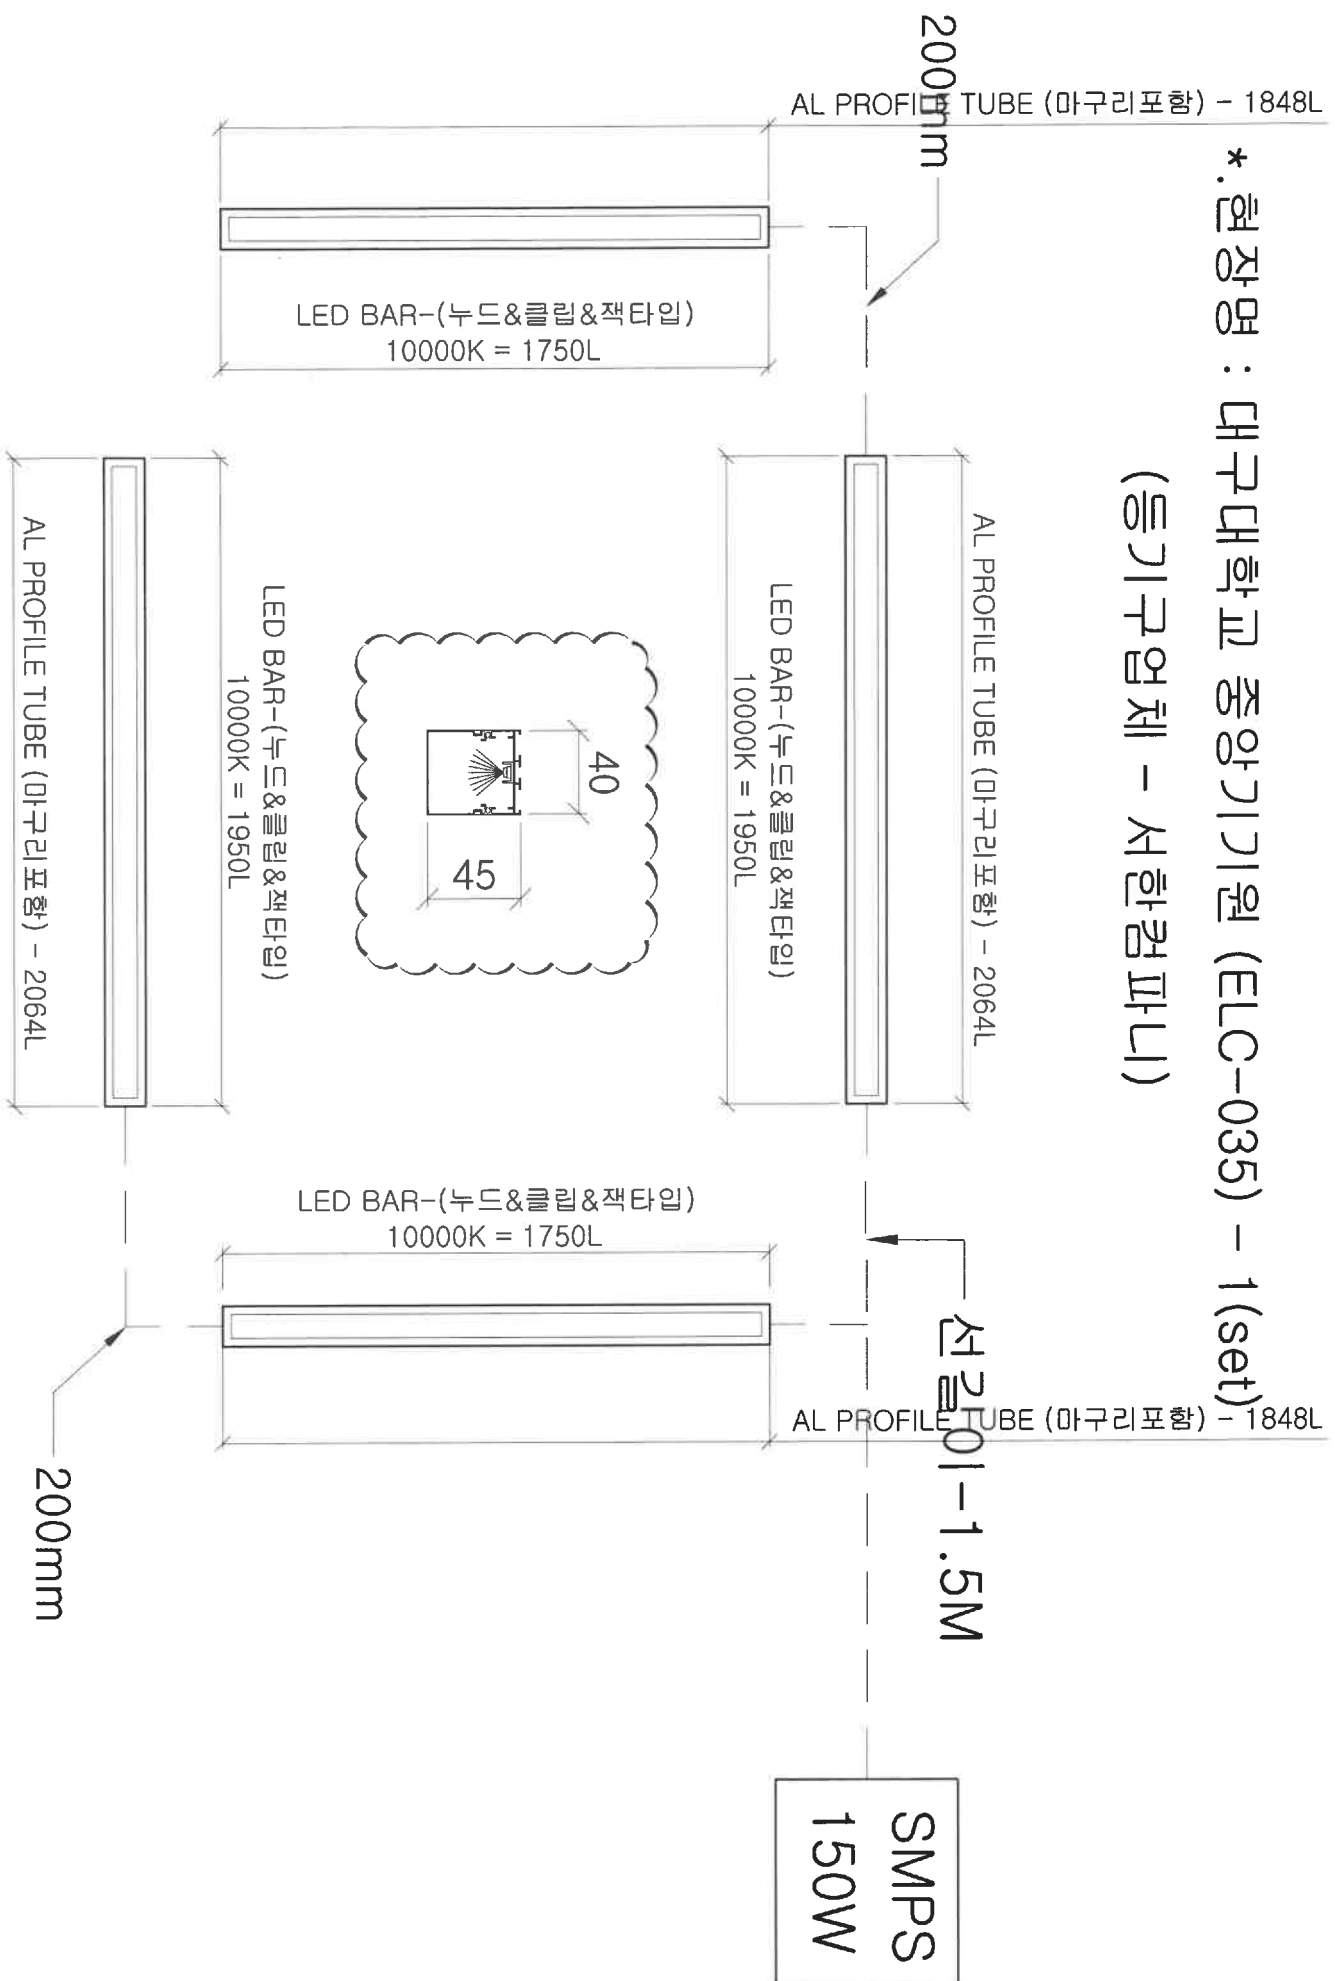 *.현장명 : 대구대학교 중앙기기원 (ELC-035) - 1(set)
(등기구업체 - 서한컴파니)
200mm
AL PROFILE TUBE (마구리포함) - 1848L
LED BAR-(누드&클립&잭타입)
10000K = 1750L
AL PROFILE TUBE (마구리포함) - 2064L
LED BAR-(누드&클립&잭타입)
10000K = 1950L
40
45
LED BAR-(누드&클립&잭타입)
10000K = 1950L
AL PROFILE TUBE (마구리포함) - 2064L
LED BAR-(누드&클립&잭타입)
10000K = 1750L
AL PROFILE TUBE (마구리포함) - 1848L
선길이-1.5M
200mm
SMPS
150W